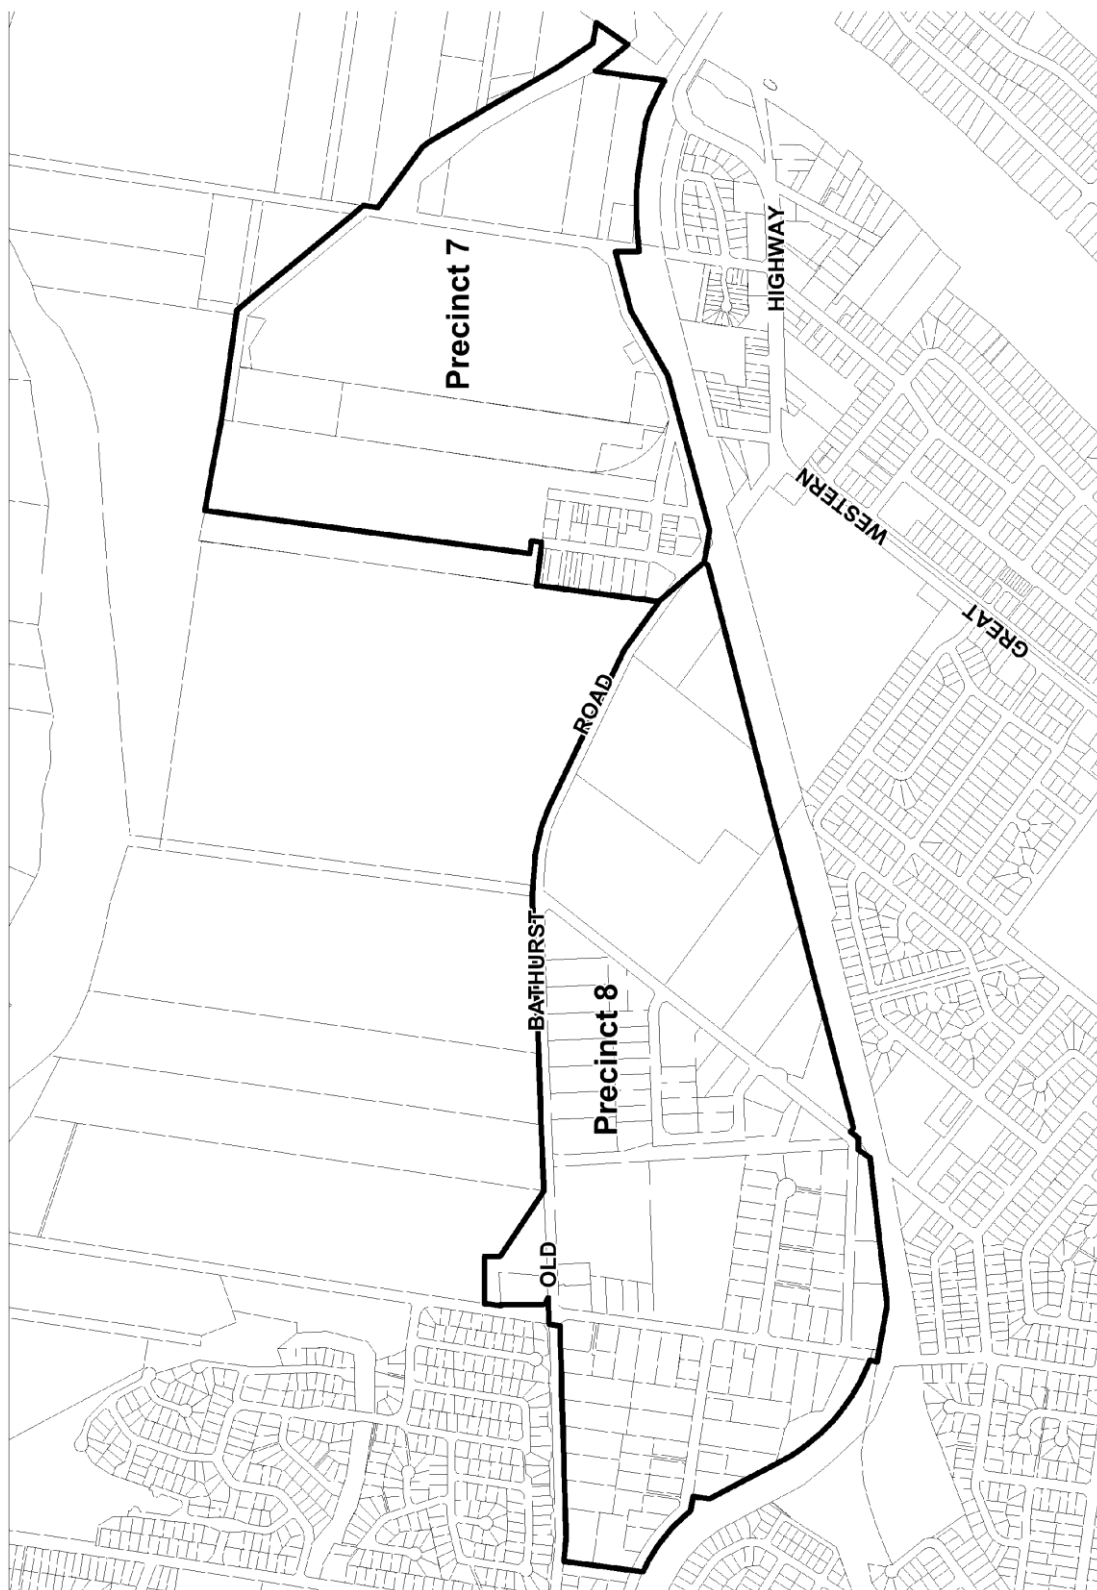 Precinct 7
Precinct 8
OLD
BATHURST
ROAD
GREAT
WESTERN
HIGHWAY